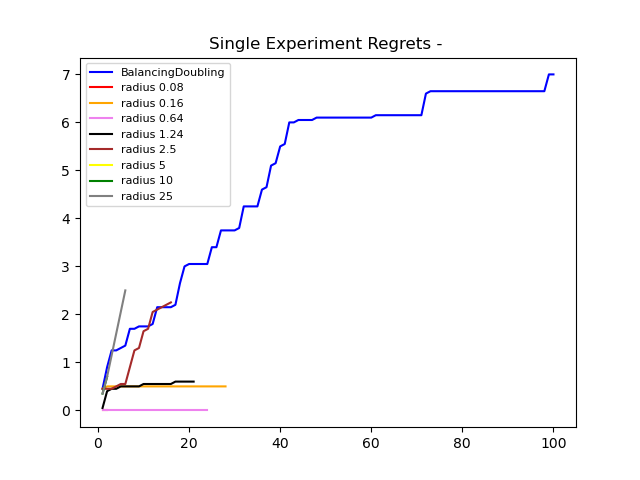 Single Experiment Regrets -
7
6
5
4
3
2
1
0
BalancingDoubling
radius 0.08
radius 0.16
radius 0.64
radius 1.24
radius 2.5
radius 5
radius 10
radius 25
0 20 40 60 80 100